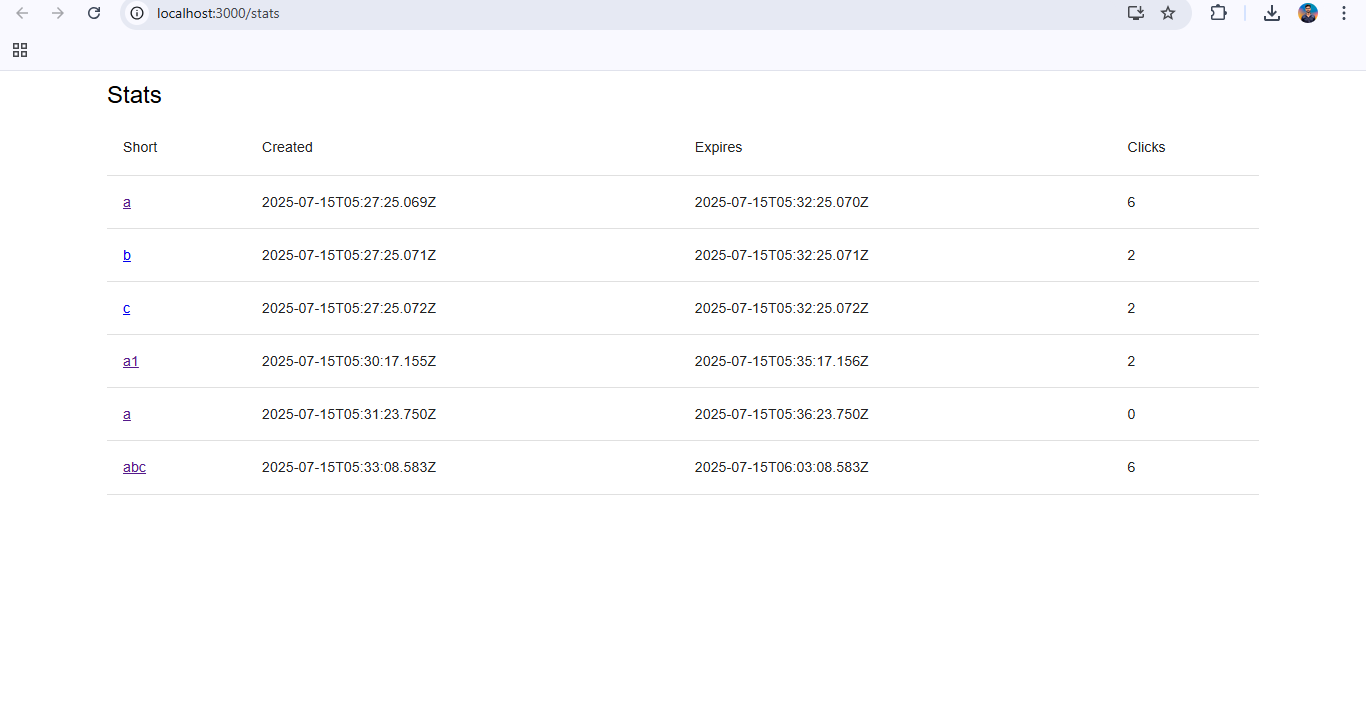 localhost:3000/stats
Stats
Short Created Expires Clicks
a 2025-07-15T05:27:25.069Z 2025-07-15T05:32:25.070Z 6
b 2025-07-15T05:27:25.071Z 2025-07-15T05:32:25.071Z 2
c 2025-07-15T05:27:25.072Z 2025-07-15T05:32:25.072Z 2
a1 2025-07-15T05:30:17.155Z 2025-07-15T05:35:17.156Z 2
a 2025-07-15T05:31:23.750Z 2025-07-15T05:36:23.750Z 0
abc 2025-07-15T05:33:08.583Z 2025-07-15T06:03:08.583Z 6